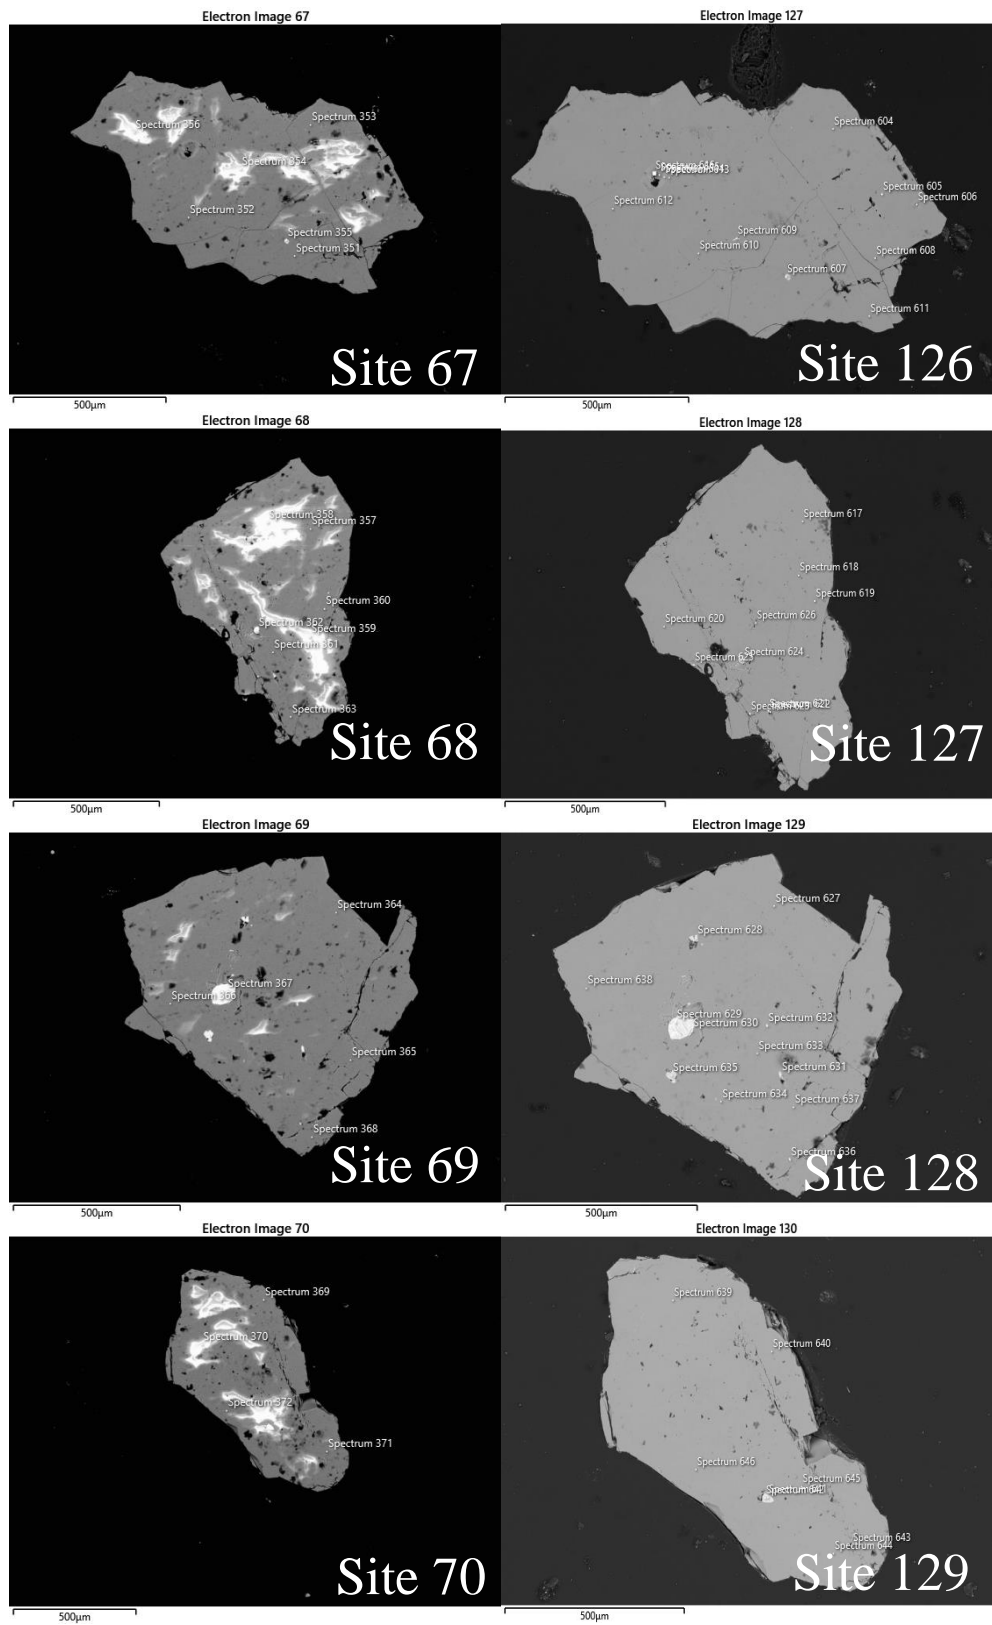 Electron Image 67
Spectrum 353
Spectrum 356
Spectrum 354
Spectrum 352
Spectrum 355
Spectrum 351
Site 67
500µm
Electron Image 127
Spectrum 604
Spectrum 605
Spectrum 606
Spectrum 612
Spectrum 609
Spectrum 610
Spectrum 608
Spectrum 607
Spectrum 611
Site 126
500µm
Electron Image 68
Spectrum 358
Spectrum 357
Spectrum 360
Spectrum 362
Spectrum 359
Spectrum 361
Spectrum 363
Site 68
500µm
Electron Image 128
Spectrum 617
Spectrum 618
Spectrum 619
Spectrum 620
Spectrum 626
Spectrum 624
Site 127
500µm
Electron Image 69
Spectrum 364
Spectrum 367
Spectrum 366
Spectrum 365
Spectrum 368
Site 69
500µm
Electron Image 129
Spectrum 627
Spectrum 628
Spectrum 638
Spectrum 629
Spectrum 630
Spectrum 632
Spectrum 633
Spectrum 635
Spectrum 631
Spectrum 634
Spectrum 637
Spectrum 636
Site 128
500µm
Electron Image 70
Spectrum 369
Spectrum 370
Spectrum 372
Spectrum 371
Site 70
500µm
Electron Image 130
Spectrum 639
Spectrum 640
Spectrum 646
Spectrum 645
Spectrum 643
Spectrum 644
Site 129
500µm